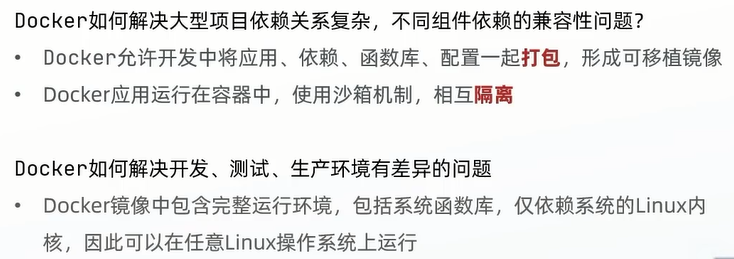 Docker如何解决大型项目依赖关系复杂，不同组件依赖的兼容性问题？
• Docker允许开发中将应用、依赖、函数库、配置一起打包，形成可移植镜像
• Docker应用运行在容器中，使用沙箱机制，相互隔离
Docker如何解决开发、测试、生产环境有差异的问题
• Docker镜像中包含完整运行环境，包括系统函数库，仅依赖系统的Linux内
核，因此可以在任意Linux操作系统上运行